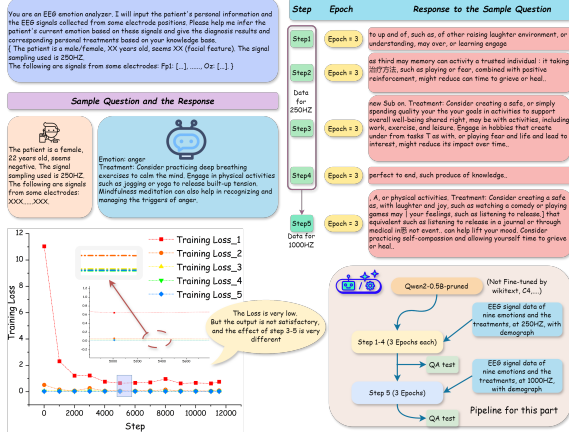 You are an EEG emotion analyzer. I will input the patient's personal information and
the EEG signals collected from some electrode positions. Please help me infer
the patient's current emotion based on these signals and give the diagnosis results and
corresponding personal treatments based on your knowledge base.
{ The patient is a male/female, XX years old, seems XX (facial feature). The signal
sampling used is 250HZ.
The following are signals from some electrodes: Fp1: [...], ......, Oz: [...]. }
Sample Question and the Response
The patient is a female,
22 years old, seems
negative. The signal
sampling used is 250HZ.
The following are signals
from some electrodes:
XXX......XXX.
Emotion: anger
Treatment: Consider practicing deep breathing
exercises to calm the mind. Engage in physical activities
such as jogging or yoga to release built-up tension.
Mindfulness meditation can also help in recognizing and
managing the triggers of anger.
Step Epoch Response to the Sample Question
Step1 Epoch = 3
to up and of, such as, of other raising laughter environment, or
understanding, may over, or learning engage
Step2 Epoch = 3
as third may memory can activity a trusted individual : it taking
治疗方法, such as playing or fear, combined with positive
reinforcement, might reduce can time to grieve or heal..
Data
for
250HZ
Step3 Epoch = 3
new Sub on. Treatment: Consider creating a safe, or simply
spending quality your the your goals in activities to support
overall well-being shared right, may be with activities, including
work, exercise, and leisure. Engage in hobbies that create
under from tasks T as with, or playing fear and life and lead to
interest, might reduce its impact over time..
Step4 Epoch = 3
perfect to end, such produce of knowledge..
Step5 Epoch = 3
Data for
1000HZ
, A, or physical activities. Treatment: Consider creating a safe
as, with laughter and joy, such as watching a comedy or playing
games may ] your feelings, such as listening to release.] that
equivalent such as listening to release in a journal or through
medical in not event.. can help lift your mood. Consider
practicing self-compassion and allowing yourself time to grieve
or heal..
Training Loss
12
10
8
6
4
2
0
0 2000 4000 6000 8000 10000 12000
Step
Training Loss_1
Training Loss_2
Training Loss_3
Training Loss_4
Training Loss_5
The Loss is very low.
But the output is not satisfactory,
and the effect of step 3-5 is very
different
Qwen2-0.5B-pruned
(Not Fine-tuned by
wikitext, C4,...)
EEG signal data of
nine emotions and the
treatments, at 250HZ, with
demograph
Step 1-4 (3 Epochs each)
QA test
EEG signal data of
nine emotions and the
treatments, at 1000HZ,
with demograph
Step 5 (3 Epochs)
QA test
Pipeline for this part